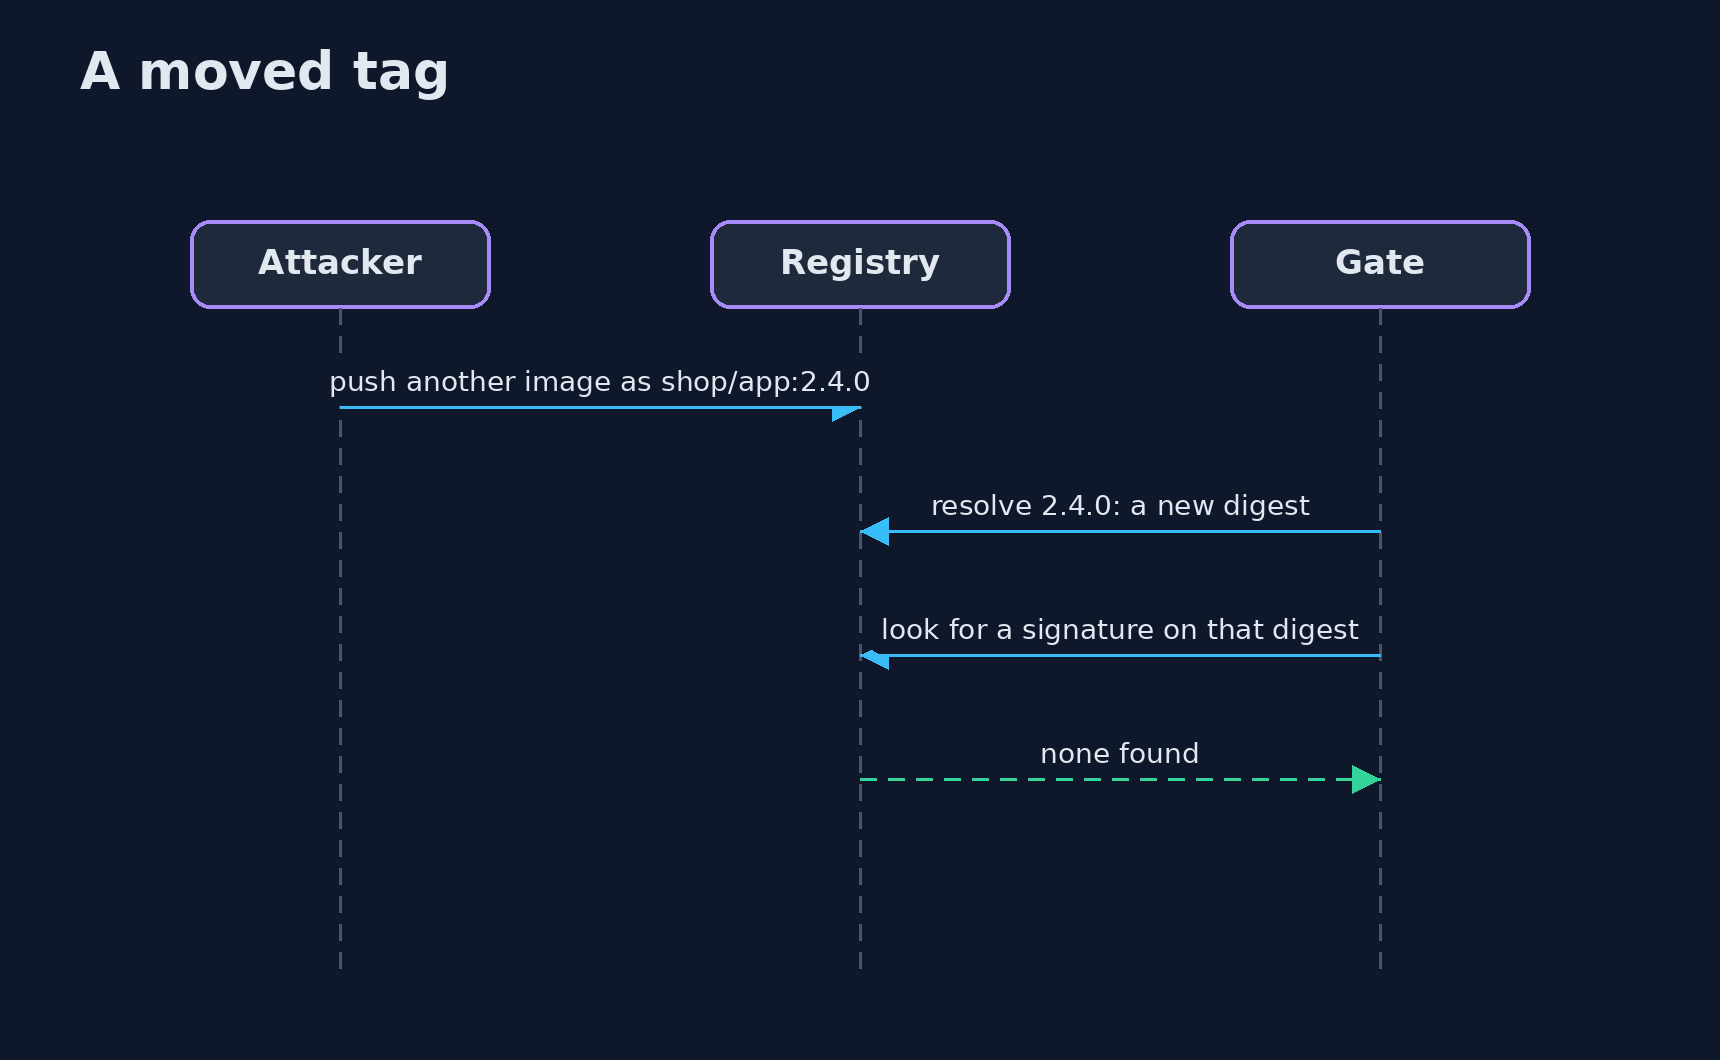 A moved tag
Attacker
Registry
Gate
push another image as shop/app:2.4.0
resolve 2.4.0: a new digest
look for a signature on that digest
none found